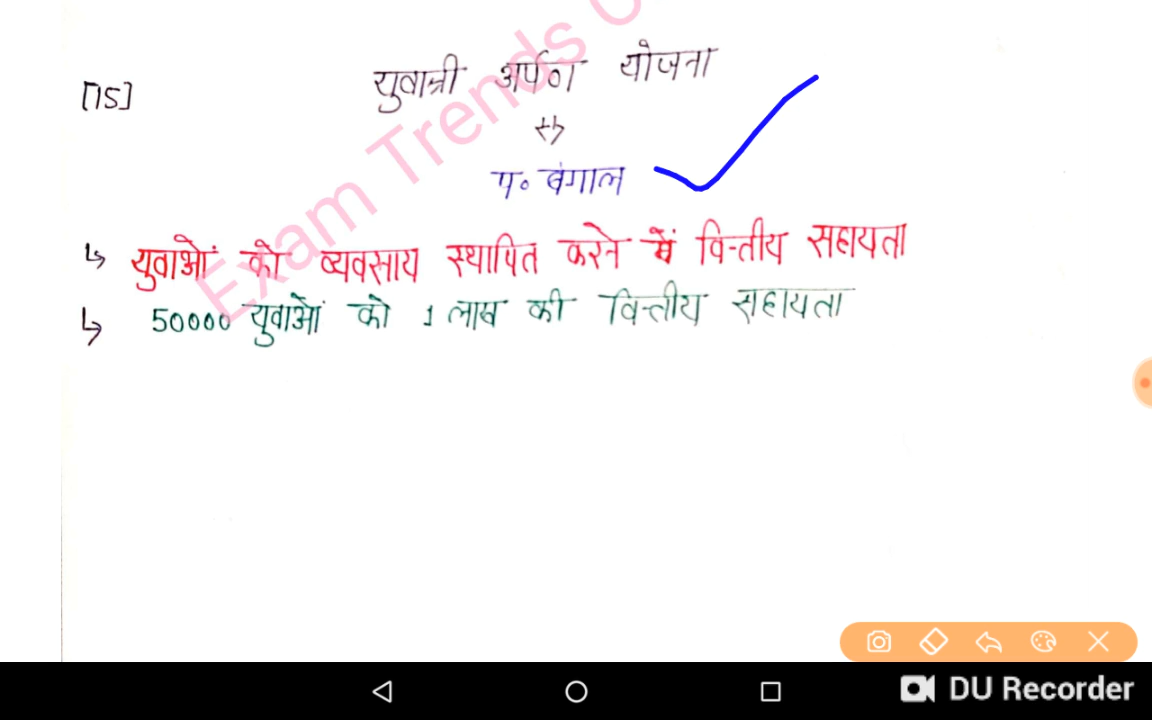 [15]
युवाश्री अर्पण योजना
↔
प॰ बंगाल
↳ युवाओं को व्यवसाय स्थापित करने में वित्तीय सहायता
↳ 50000 युवाओं को 1 लाख की वित्तीय सहायता
Exam Trends
DU Recorder